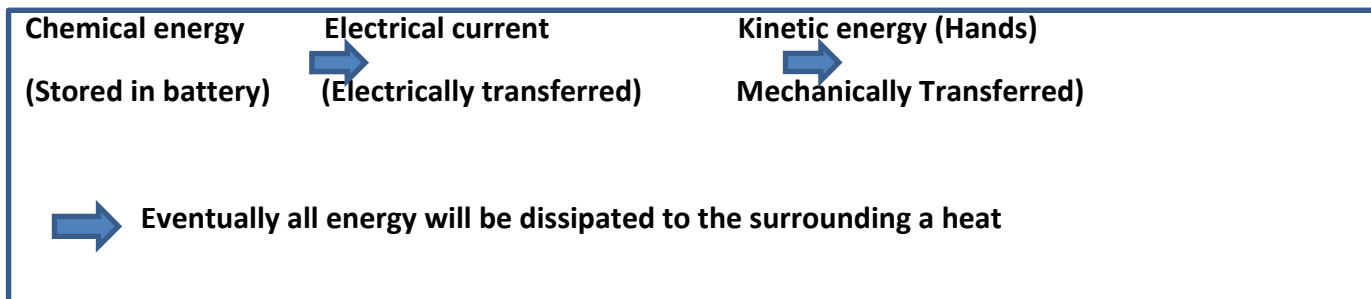 Chemical energy Electrical current Kinetic energy (Hands)
(Stored in battery) (Electrically transferred) Mechanically Transferred)
Eventually all energy will be dissipated to the surrounding a heat